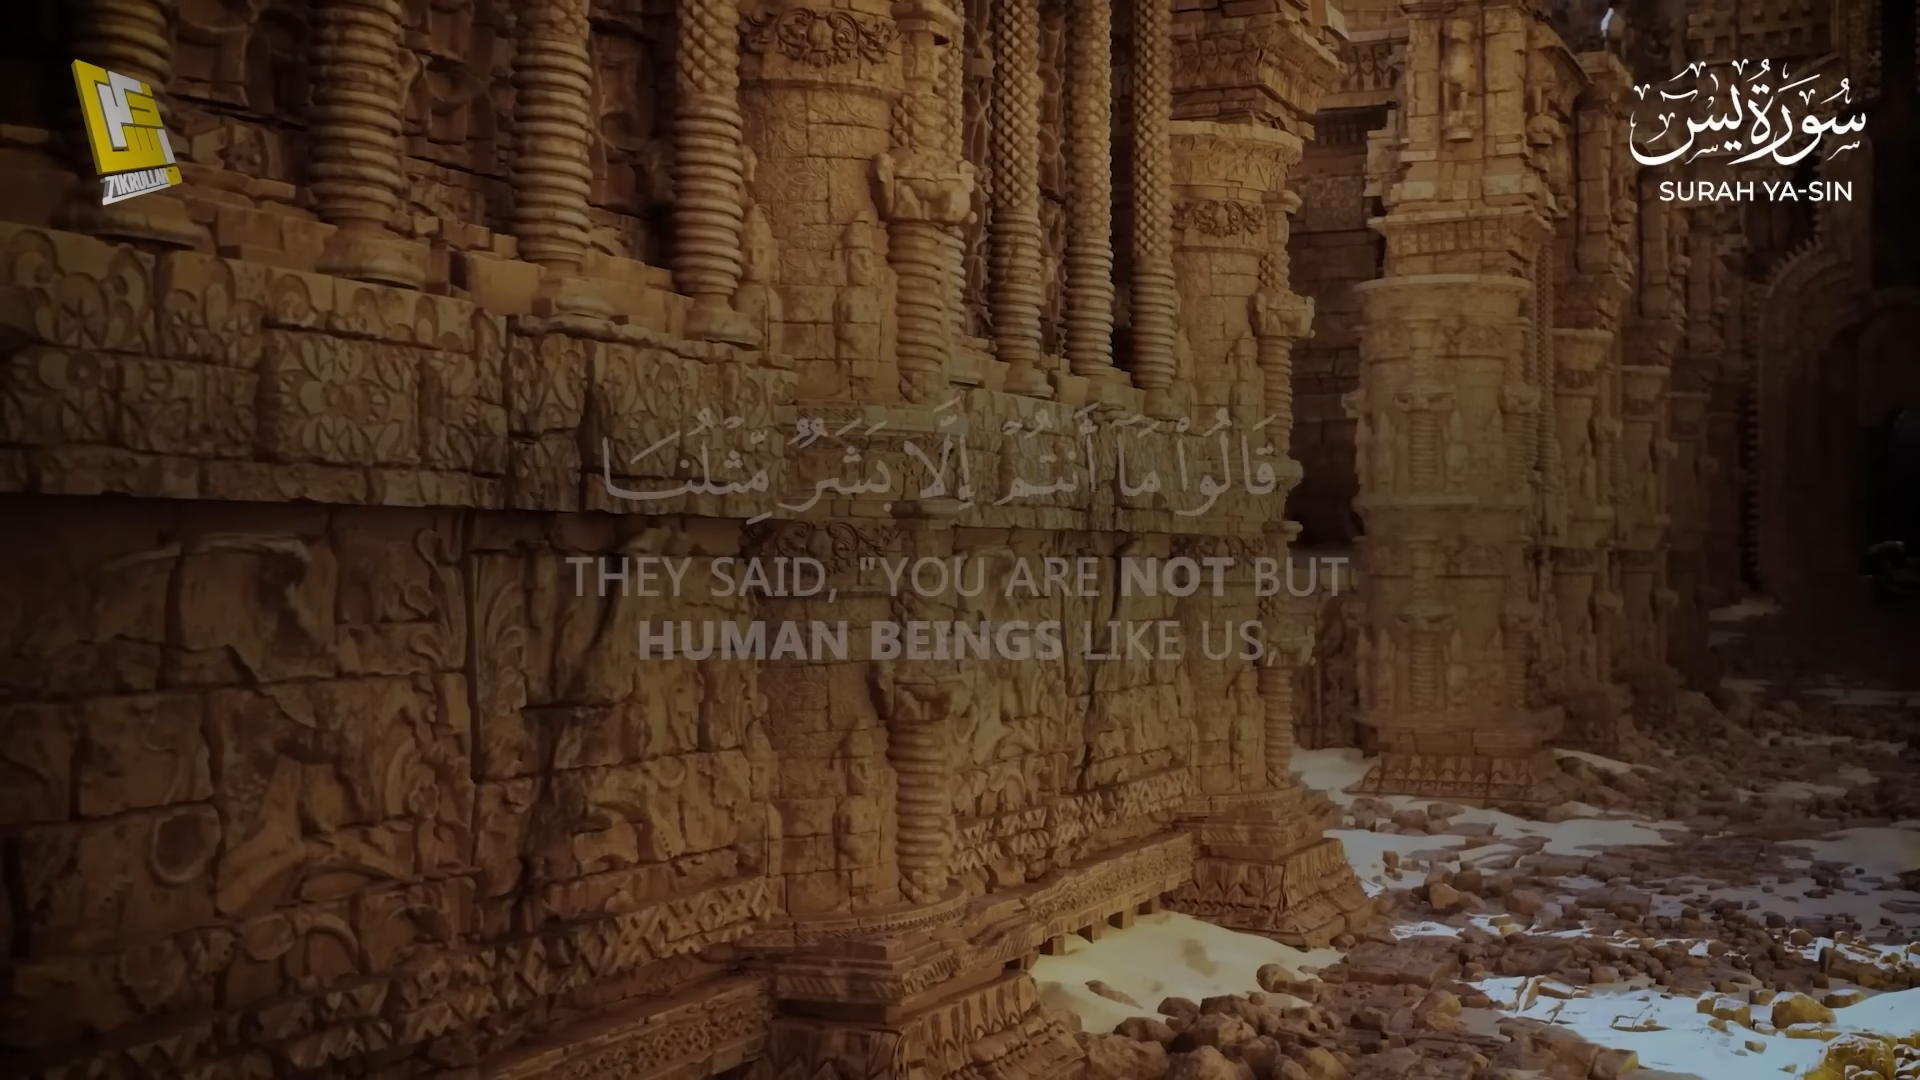 ZIKRULLAH
سُورَةُ يسٓ
SURAH YA-SIN
قَالُوا۟ مَآ أَنتُمْ إِلَّا بَشَرٌ مِّثْلُنَا
THEY SAID, "YOU ARE NOT BUT
HUMAN BEINGS LIKE US,